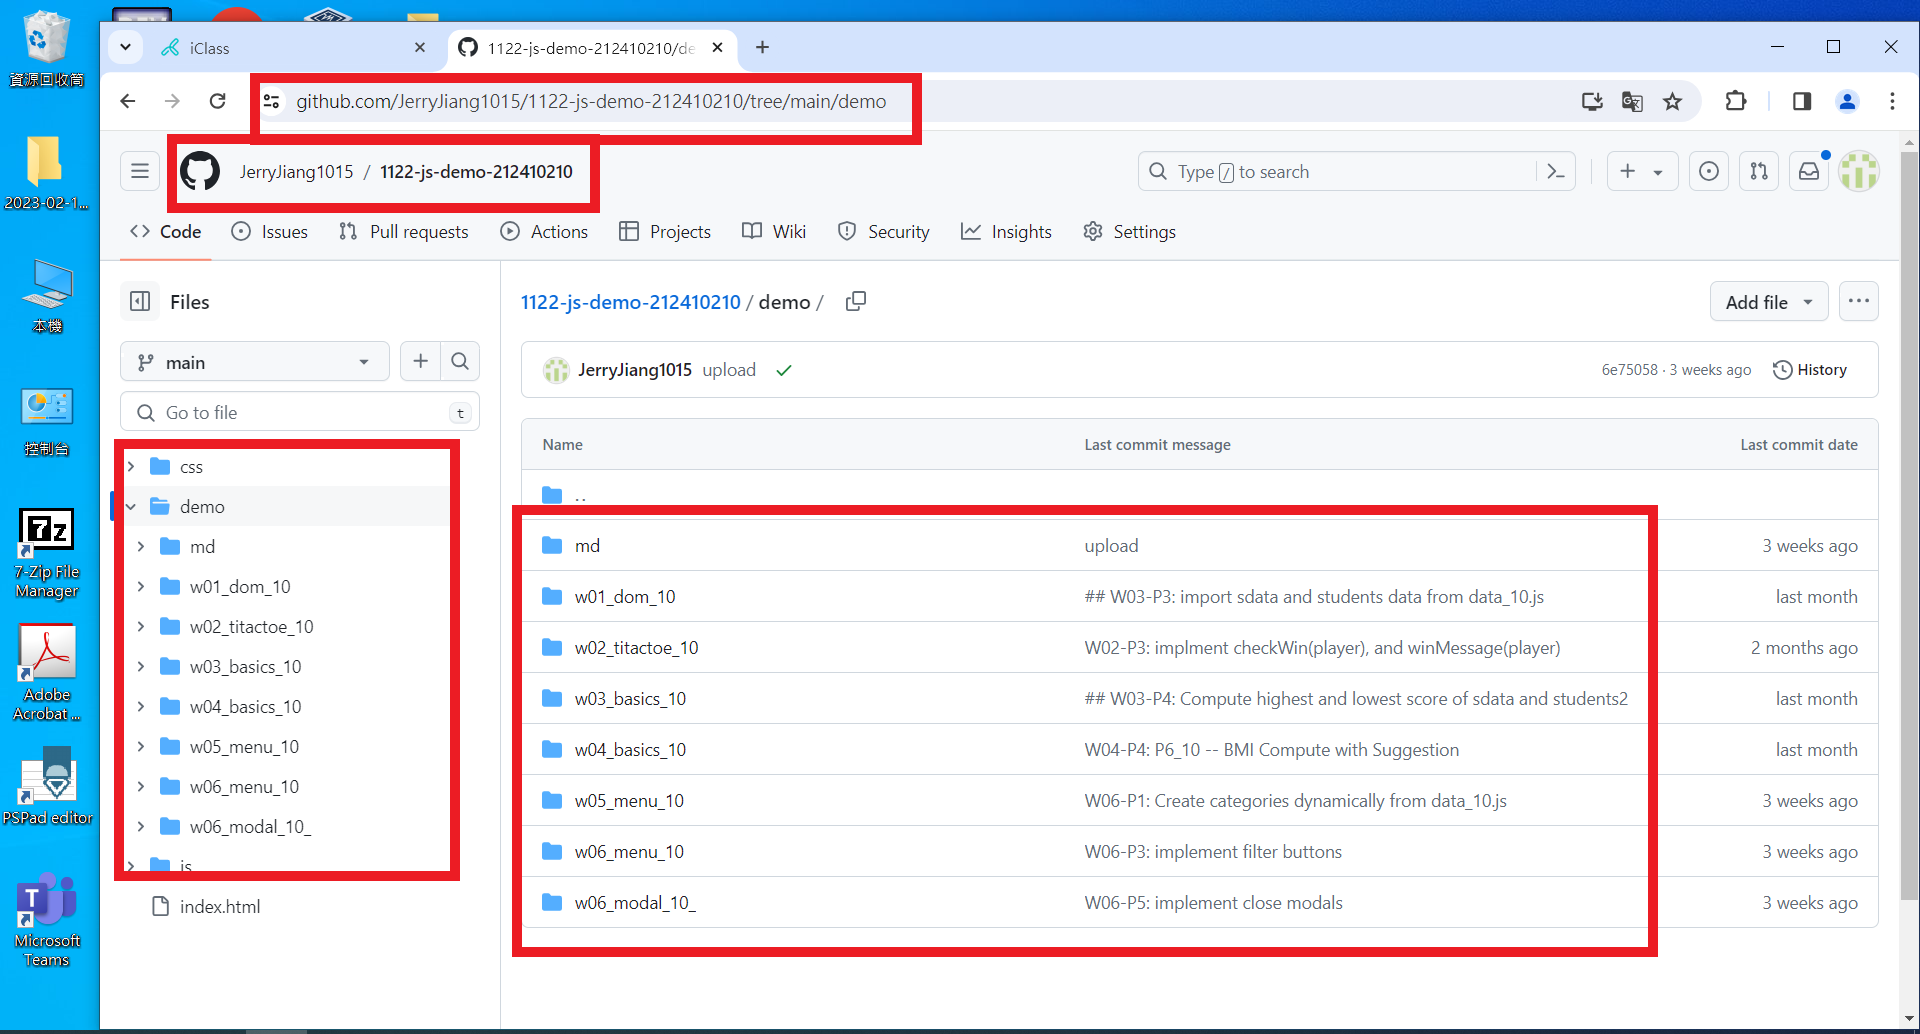 資源回收筒
2023-02-1...
本機
控制台
7z
7-Zip File
Manager
Adobe
Acrobat ...
PSPad editor
T
Microsoft
Teams
iClass
1122-js-demo-212410210/de
github.com/JerryJiang1015/1122-js-demo-212410210/tree/main/demo
JerryJiang1015 / 1122-js-demo-212410210
Type / to search
Code
Issues
Pull requests
Actions
Projects
Wiki
Security
Insights
Settings
Files
main
Go to file
t
css
demo
md
w01_dom_10
w02_titactoe_10
w03_basics_10
w04_basics_10
w05_menu_10
w06_menu_10
w06_modal_10_
js
index.html
1122-js-demo-212410210 / demo /
Add file
JerryJiang1015 upload
6e75058 · 3 weeks ago
History
Name Last commit message Last commit date
..
md upload 3 weeks ago
w01_dom_10 ## W03-P3: import sdata and students data from data_10.js last month
w02_titactoe_10 W02-P3: implment checkWin(player), and winMessage(player) 2 months ago
w03_basics_10 ## W03-P4: Compute highest and lowest score of sdata and students2 last month
w04_basics_10 W04-P4: P6_10 -- BMI Compute with Suggestion last month
w05_menu_10 W06-P1: Create categories dynamically from data_10.js 3 weeks ago
w06_menu_10 W06-P3: implement filter buttons 3 weeks ago
w06_modal_10_ W06-P5: implement close modals 3 weeks ago